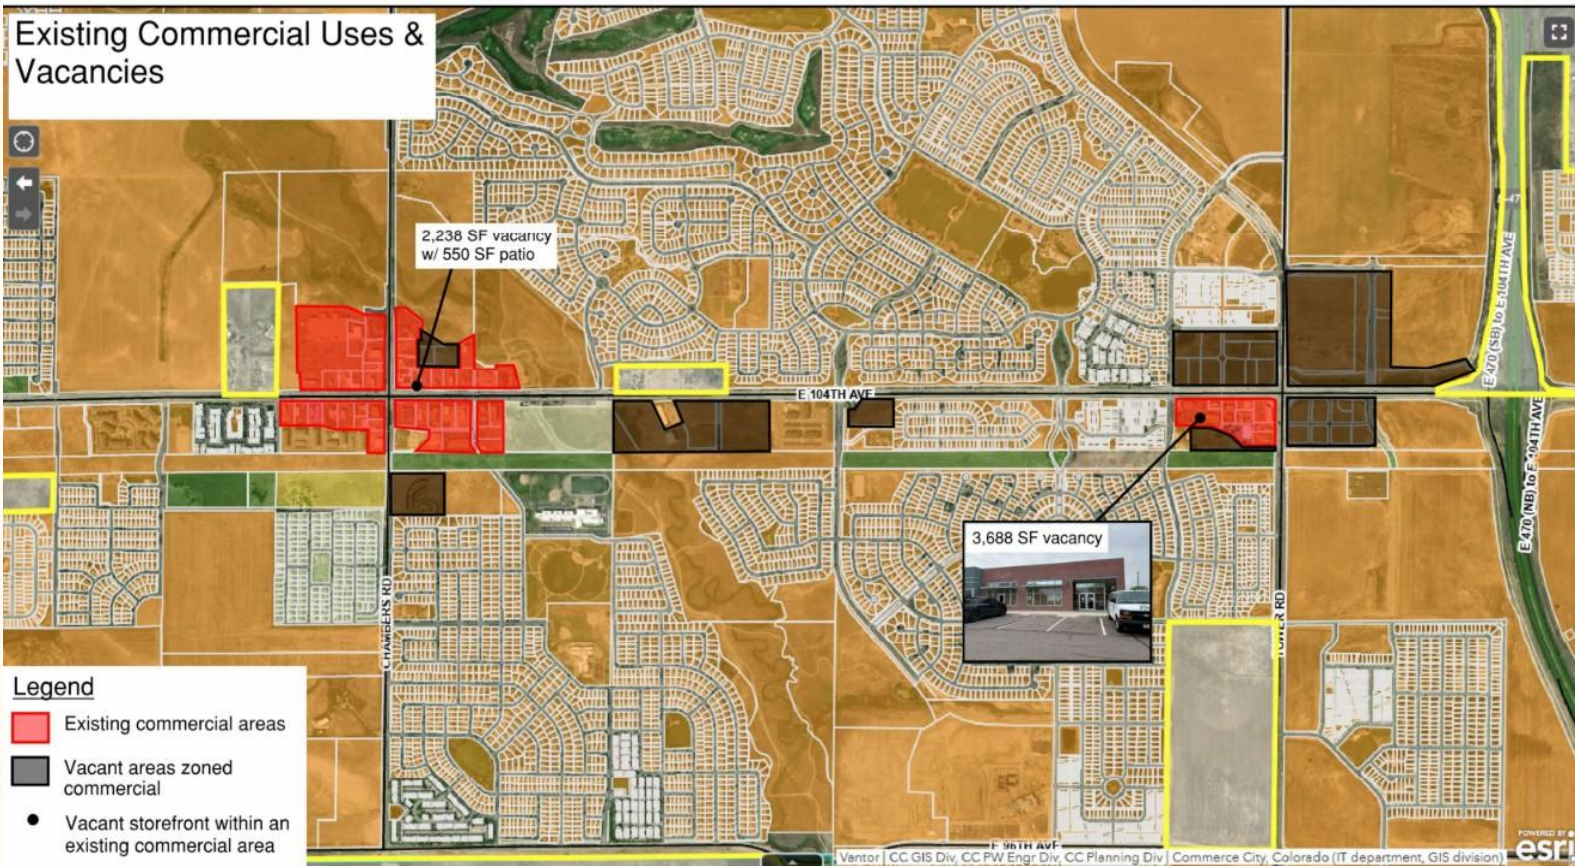 Existing Commercial Uses &
Vacancies
2,238 SF vacancy
w/ 550 SF patio
E 104TH AVE
E-47
E-470 (SB) to E 104TH AVE
E 470 (NB) to E 104TH AVE
3,688 SF vacancy
CHAMBERS RD
TOWER RD
Legend
Existing commercial areas
Vacant areas zoned
commercial
Vacant storefront within an
existing commercial area
E 96TH AVE
POWERED BY
esri
Vantor | CC GIS Div, CC PW Engr Div, CC Planning Div | Commerce City, Colorado (IT department, GIS division)